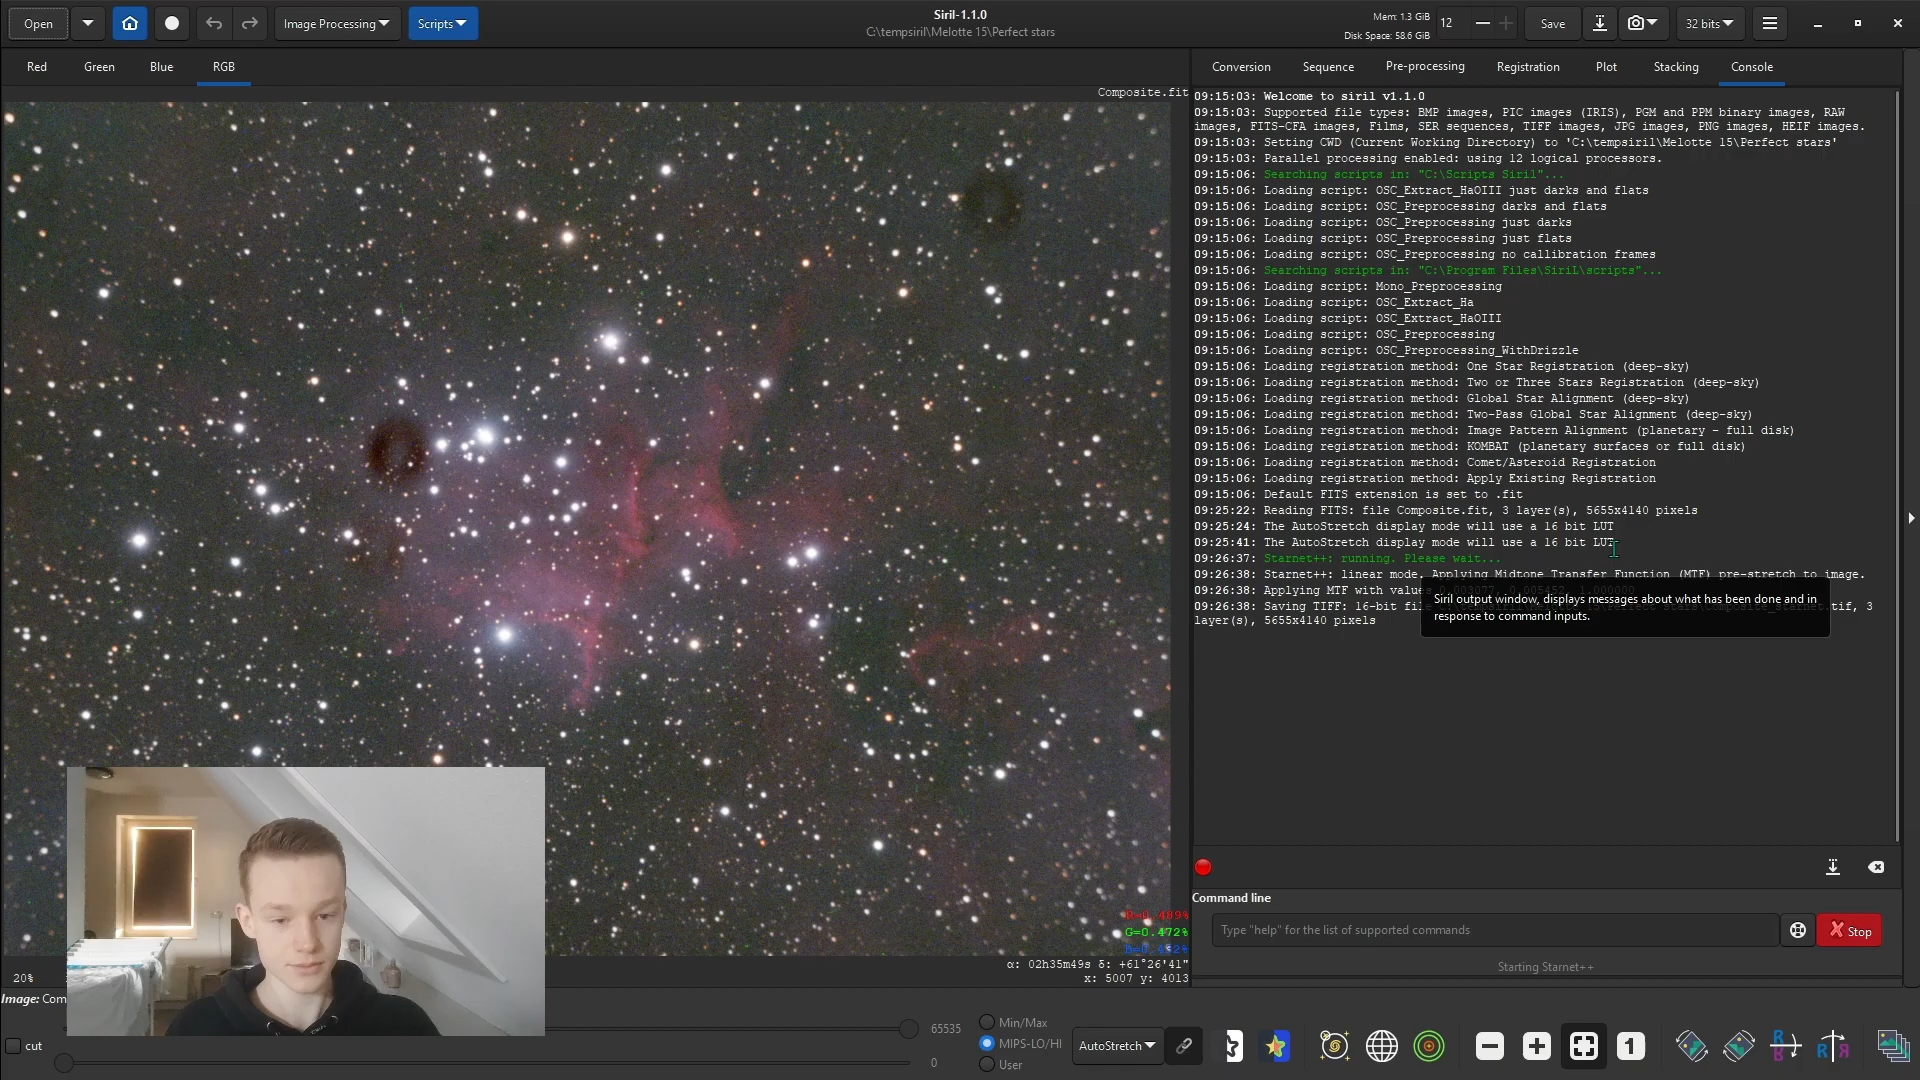 Open
Image Processing
Scripts
Siril-1.1.0
C:\tempsiril\Melotte 15\Perfect stars
Mem: 1.3 GiB
Disk Space: 58.6 GiB
12
Save
32 bits
Red
Green
Blue
RGB
Composite.fit
Conversion
Sequence
Pre-processing
Registration
Plot
Stacking
Console
09:15:03: Welcome to siril v1.1.0
09:15:03: Supported file types: BMP images, PIC images (IRIS), PGM and PPM binary images, RAW
images, FITS-CFA images, Films, SER sequences, TIFF images, JPG images, PNG images, HEIF images.
09:15:03: Setting CWD (Current Working Directory) to 'C:\tempsiril\Melotte 15\Perfect stars'
09:15:03: Parallel processing enabled: using 12 logical processors.
09:15:06: Searching scripts in: "C:\Scripts Siril"...
09:15:06: Loading script: OSC_Extract_HaOIII just darks and flats
09:15:06: Loading script: OSC_Preprocessing darks and flats
09:15:06: Loading script: OSC_Preprocessing just darks
09:15:06: Loading script: OSC_Preprocessing just flats
09:15:06: Loading script: OSC_Preprocessing no callibration frames
09:15:06: Searching scripts in: "C:\Program Files\SiriL\scripts"...
09:15:06: Loading script: Mono_Preprocessing
09:15:06: Loading script: OSC_Extract_Ha
09:15:06: Loading script: OSC_Extract_HaOIII
09:15:06: Loading script: OSC_Preprocessing
09:15:06: Loading script: OSC_Preprocessing_WithDrizzle
09:15:06: Loading registration method: One Star Registration (deep-sky)
09:15:06: Loading registration method: Two or Three Stars Registration (deep-sky)
09:15:06: Loading registration method: Global Star Alignment (deep-sky)
09:15:06: Loading registration method: Two-Pass Global Star Alignment (deep-sky)
09:15:06: Loading registration method: Image Pattern Alignment (planetary - full disk)
09:15:06: Loading registration method: KOMBAT (planetary surfaces or full disk)
09:15:06: Loading registration method: Comet/Asteroid Registration
09:15:06: Loading registration method: Apply Existing Registration
09:15:06: Default FITS extension is set to .fit
09:25:22: Reading FITS: file Composite.fit, 3 layer(s), 5655x4140 pixels
09:25:24: The AutoStretch display mode will use a 16 bit LUT
09:25:41: The AutoStretch display mode will use a 16 bit LUT
09:26:37: Starnet++: running. Please wait...
09:26:38: Starnet++: linear mode. Applying Midtone Transfer Function (MTF) pre-stretch to image.
09:26:38: Applying MTF with values
09:26:38: Saving TIFF: 16-bit file tif, 3
layer(s), 5655x4140 pixels
Siril output window, displays messages about what has been done and in
response to command inputs.
Command line
Type "help" for the list of supported commands
Stop
Starting Starnet++
R=0.489%
G=0.472%
B=0.432%
α: 02h35m49s δ: +61°26'41"
x: 5007 y: 4013
20%
Image: Com
cut
65535
0
Min/Max
MIPS-LO/HI
User
AutoStretch
1